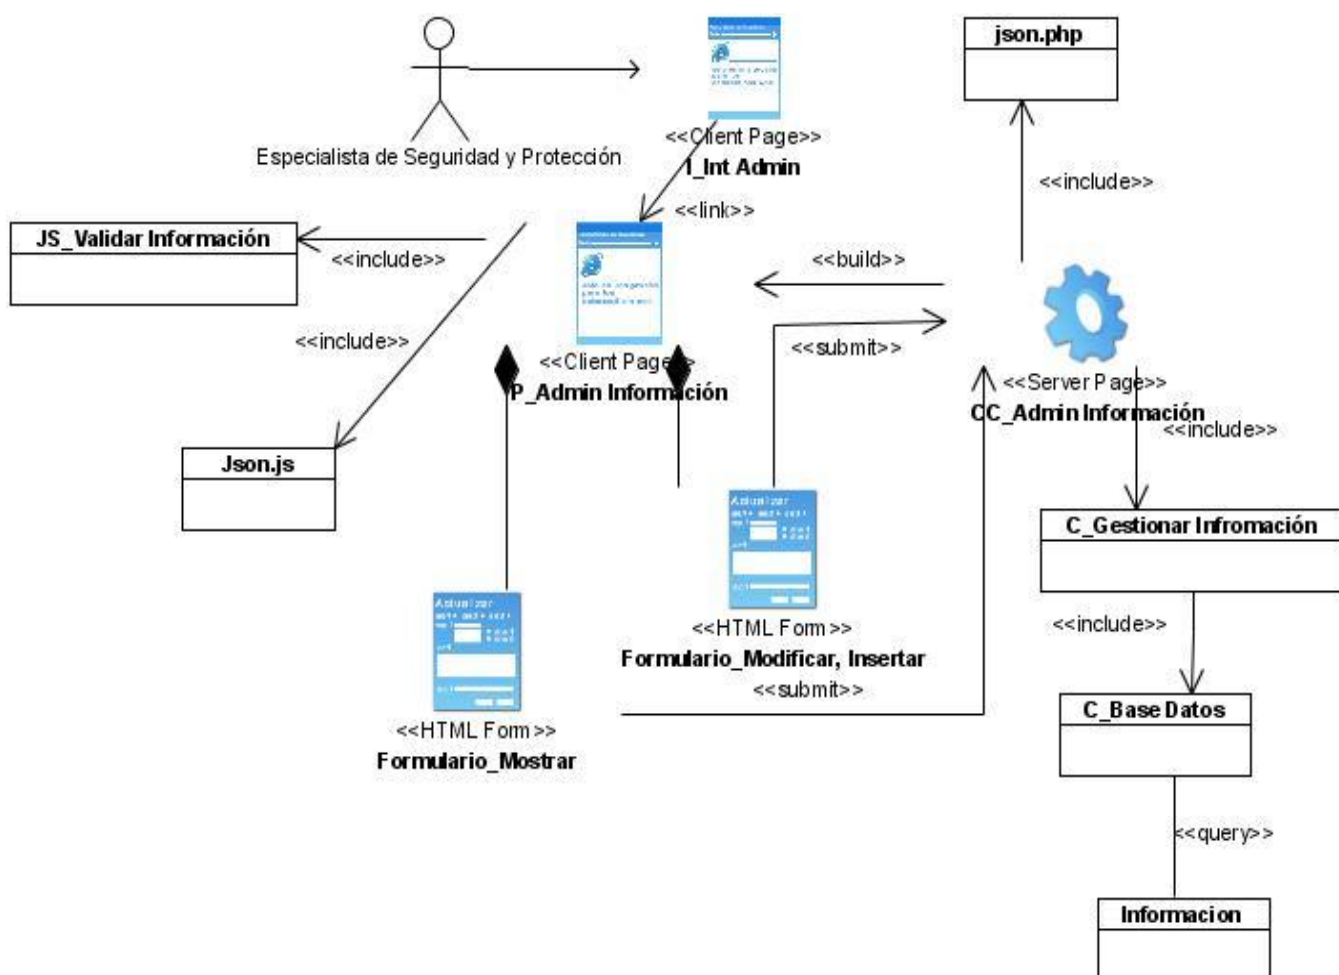 json.php
<<Client Page>>
I_Int Admin
Especialista de Seguridad y Protección
<<include>>
<<link>>
JS_Validar Información
<<include>>
<<build>>
<<include>>
<<submit>>
<<Client Page>>
P_Admin Información
<<Server Page>>
CC_Admin Información
<<include>>
Json.js
Actualizar
C_Gestionar Infromación
Actualizar
<<HTML Form>>
<<include>>
Formulario_Modificar, Insertar
<<submit>>
C_Base Datos
<<HTML Form>>
Formulario_Mostrar
<<query>>
Informacion